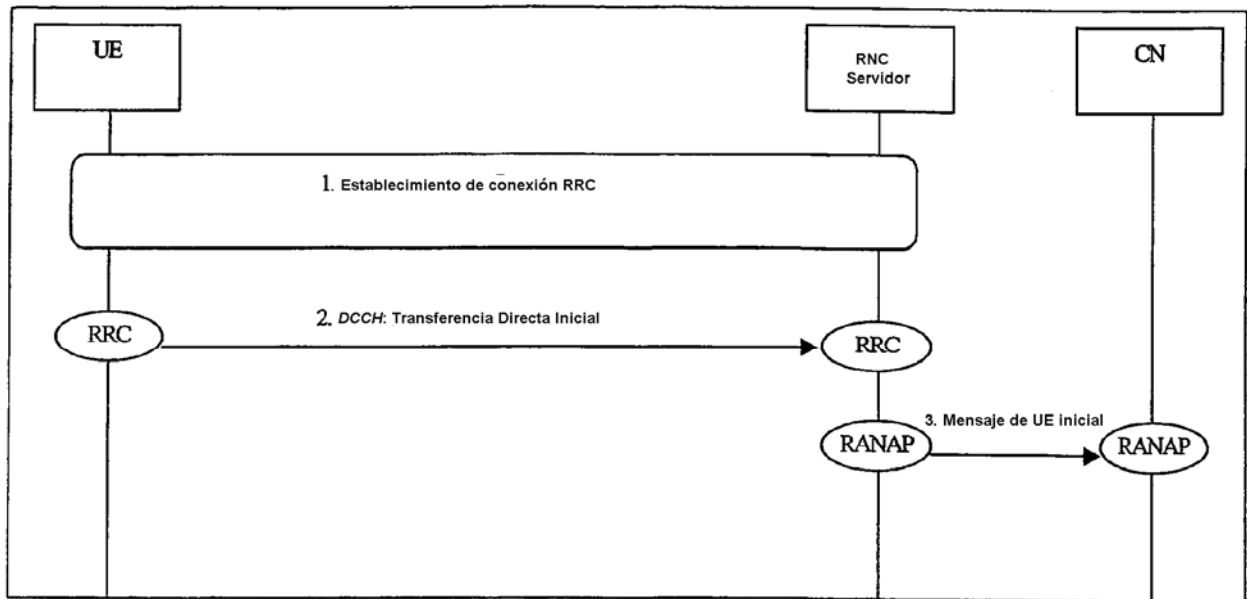 UE
RNC
Servidor
CN
1. Establecimiento de conexión RRC
2. DCCH: Transferencia Directa Inicial
RRC
RRC
3. Mensaje de UE inicial
RANAP
RANAP